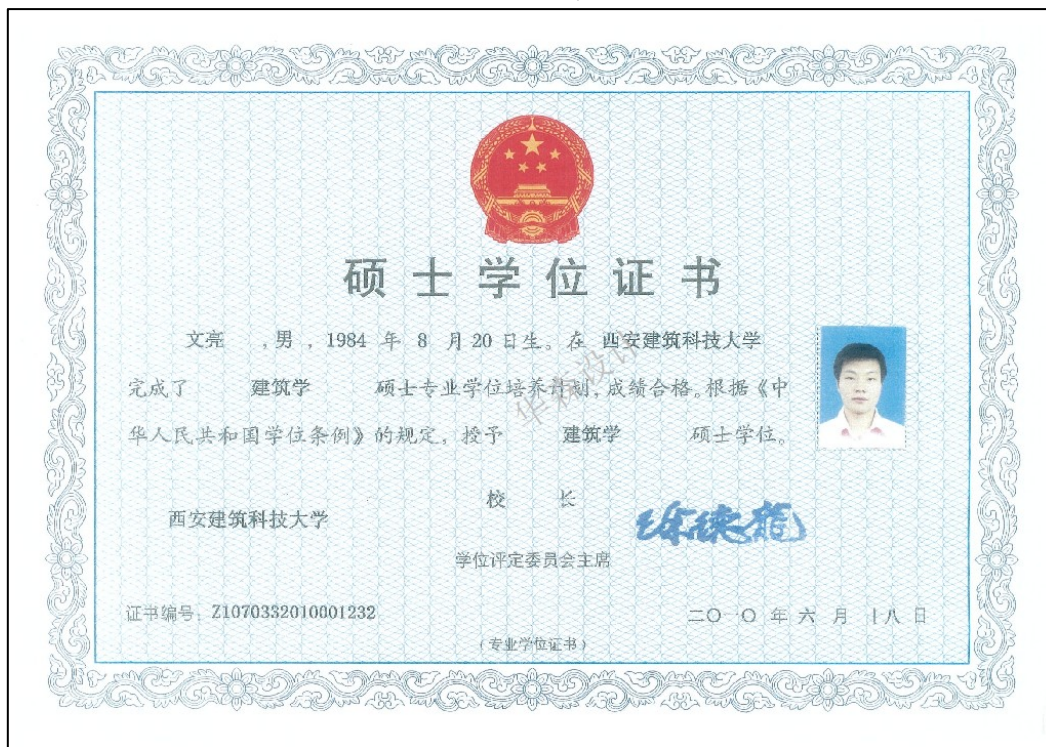 硕士学位证书
文亮 ,男, 1984 年 8 月 20 日生。在 西安建筑科技大学
完成了 建筑学 硕士专业学位培养计划,成绩合格。根据《中
华人民共和国学位条例》的规定,授予 建筑学 硕士学位。
西安建筑科技大学
校 长
徐德龙
学位评定委员会主席
证书编号: Z1070332010001232
二〇一〇 年 六 月 十八 日
(专业学位证书)